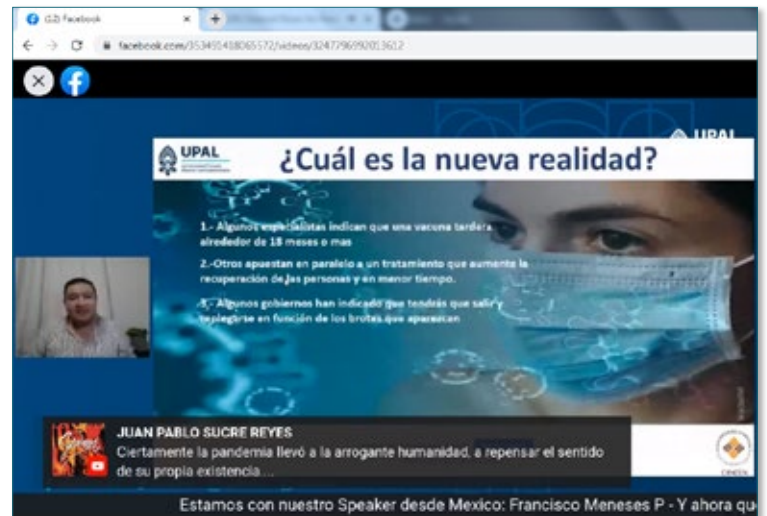 (12) Facebook
facebook.com/353491418065572/videos/3247796992013612
UPAL
UPAL
¿Cuál es la nueva realidad?
1.- Algunos especialistas indican que una vacuna tardera
alrededor de 18 meses o mas
2.-Otros apuestan en paralelo a un tratamiento que aumente la
recuperación de las personas y en menor tiempo.
3.- Algunos gobiernos han indicado que tendrás que salir y
replegarse en función de los brotes que aparezcan
JUAN PABLO SUCRE REYES
Ciertamente la pandemia llevó a la arrogante humanidad, a repensar el sentido
de su propia existencia....
Estamos con nuestro Speaker desde Mexico: Francisco Meneses P - Y ahora qu